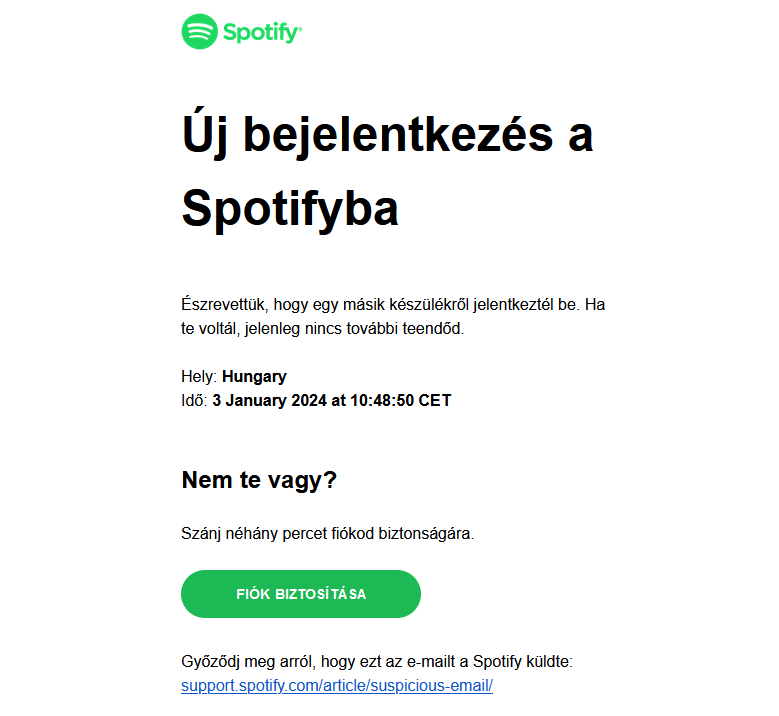 Spotify®
Új bejelentkezés a
Spotifyba
Észrevettük, hogy egy másik készülékről jelentkeztél be. Ha
te voltál, jelenleg nincs további teendőd.
Hely: Hungary
Idő: 3 January 2024 at 10:48:50 CET
Nem te vagy?
Szánj néhány percet fiókod biztonságára.
FIÓK BIZTOSÍTÁSA
Győződj meg arról, hogy ezt az e-mailt a Spotify küldte:
support.spotify.com/article/suspicious-email/